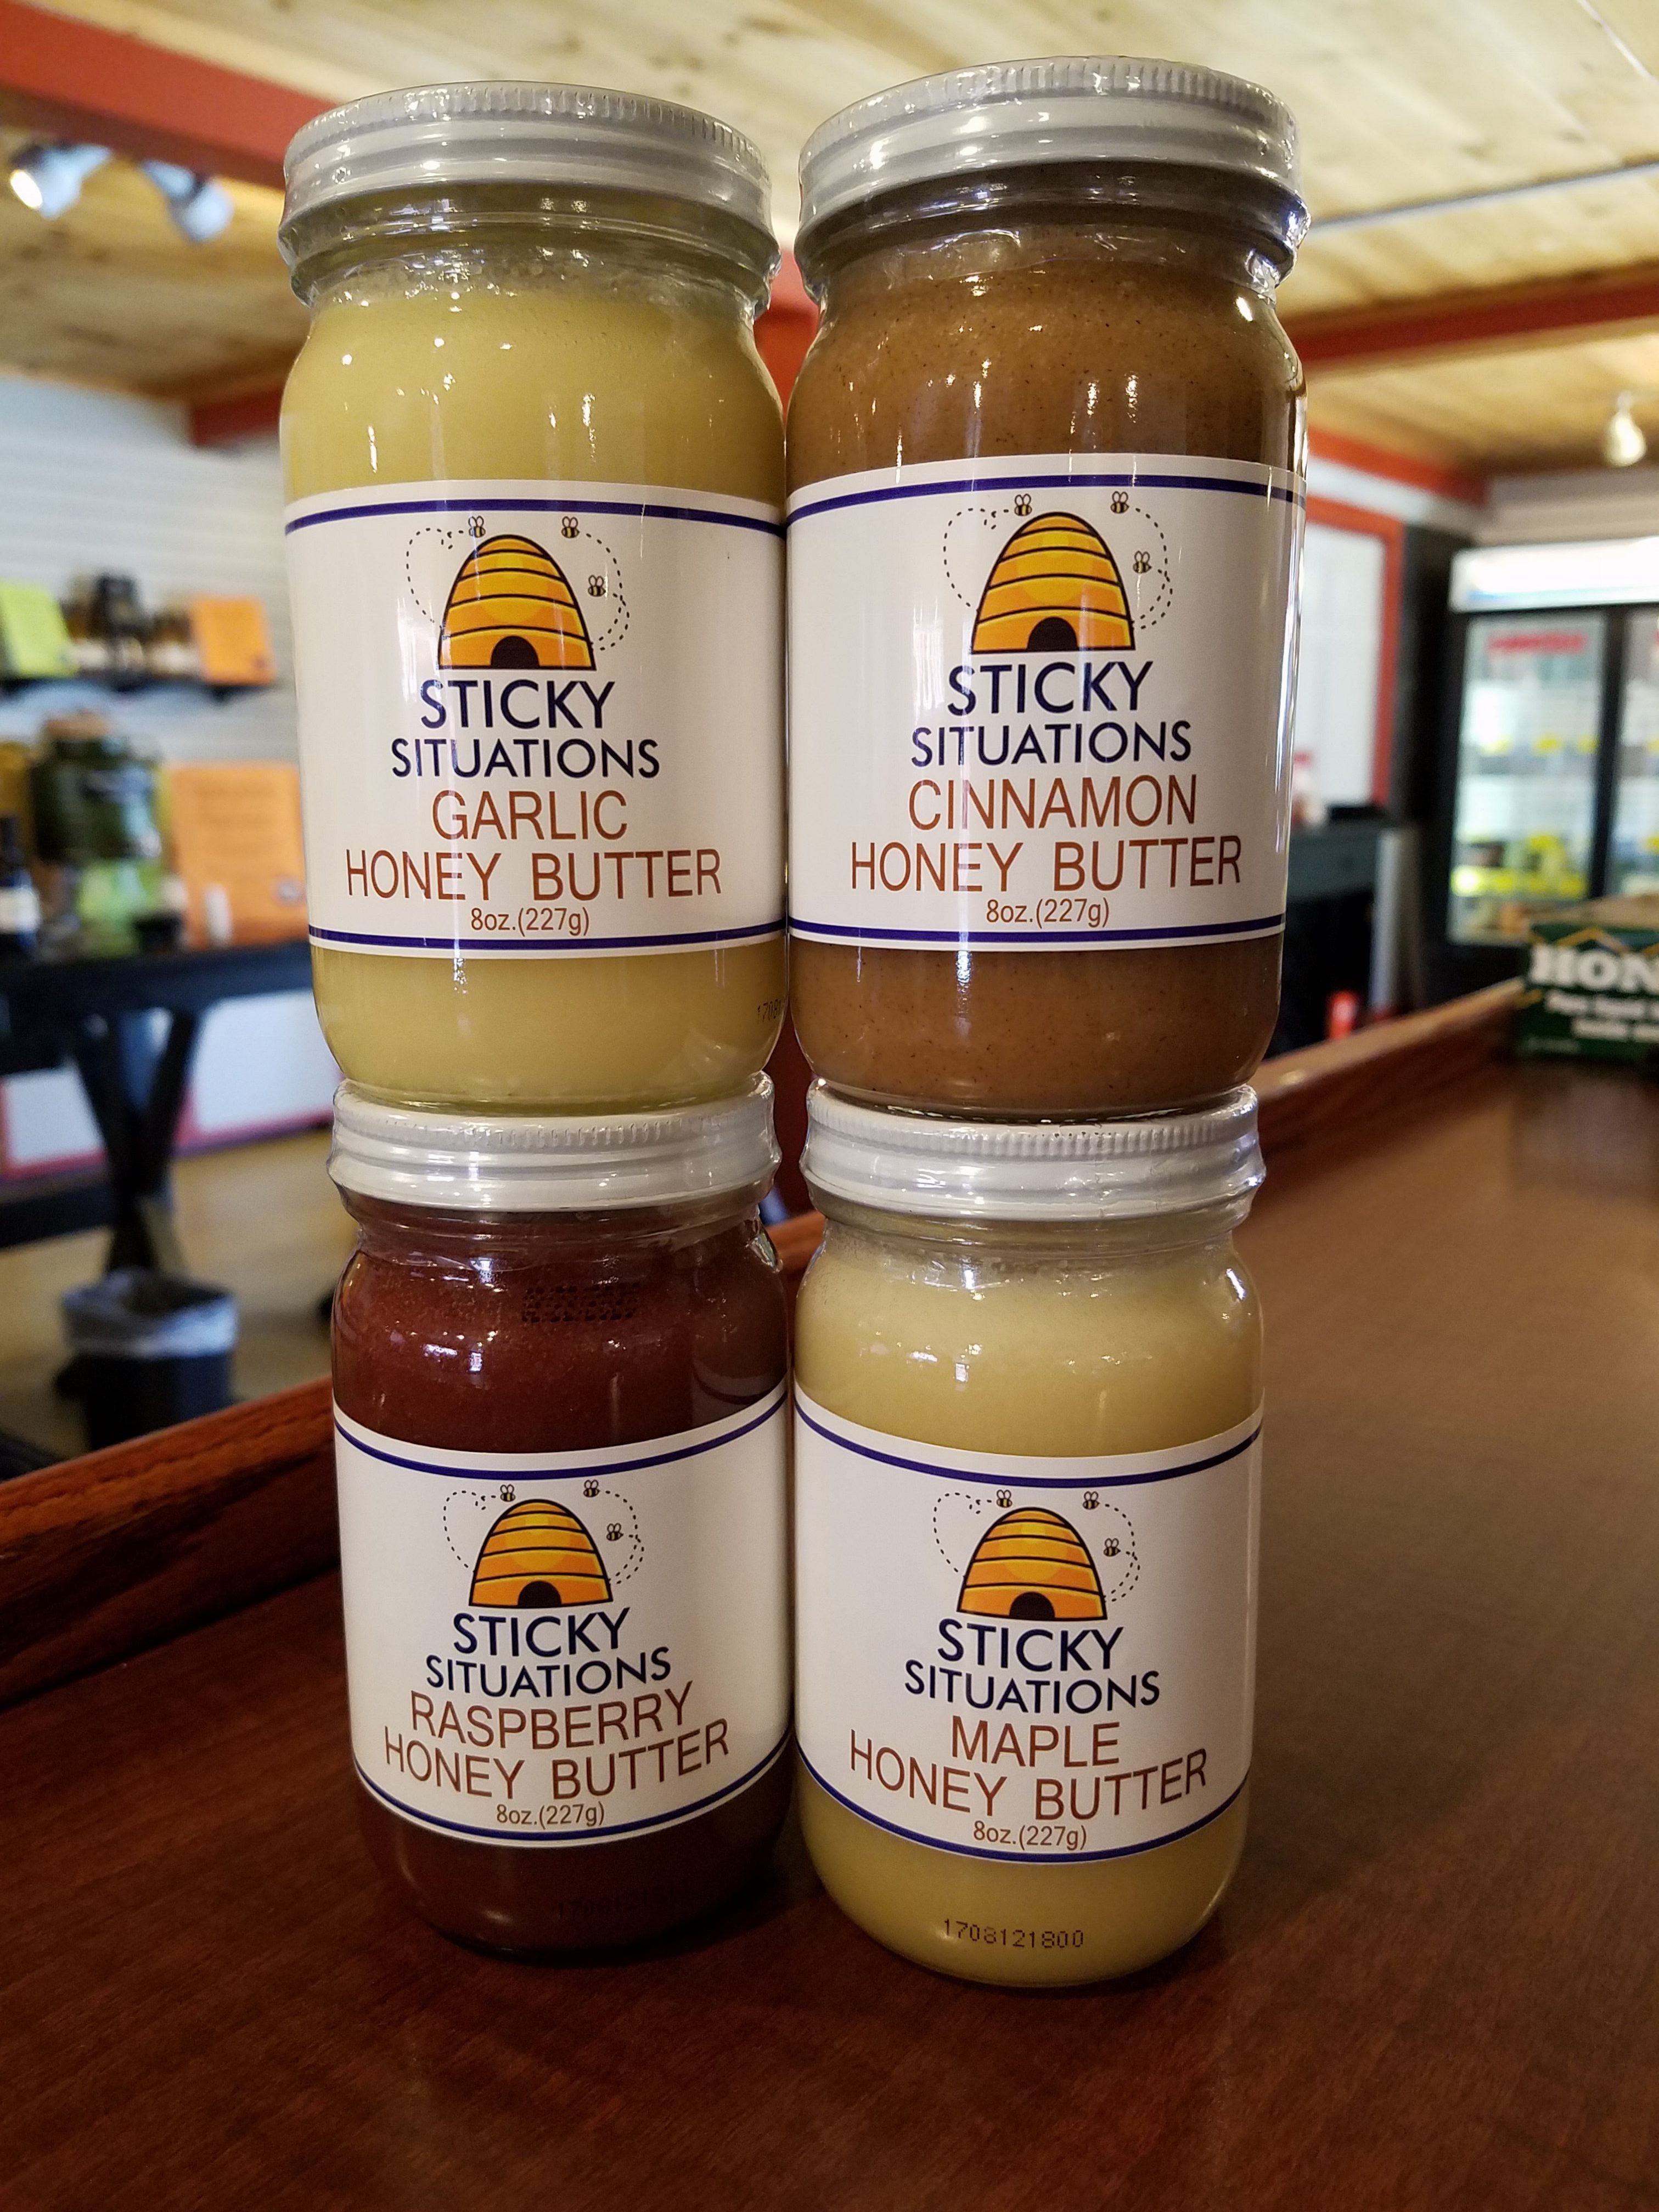 STICKY
SITUATIONS
GARLIC
HONEY BUTTER
8oz.(227g)
STICKY
SITUATIONS
CINNAMON
HONEY BUTTER
8oz.(227g)
STICKY
SITUATIONS
RASPBERRY
HONEY BUTTER
8oz.(227g)
STICKY
SITUATIONS
MAPLE
HONEY BUTTER
8oz.(227g)
1708121800